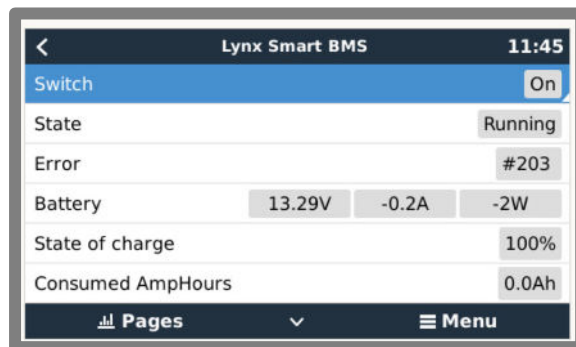 Lynx Smart BMS 11:45
Switch On
State Running
Error #203
Battery 13.29V -0.2A -2W
State of charge 100%
Consumed AmpHours 0.0Ah
Pages Menu